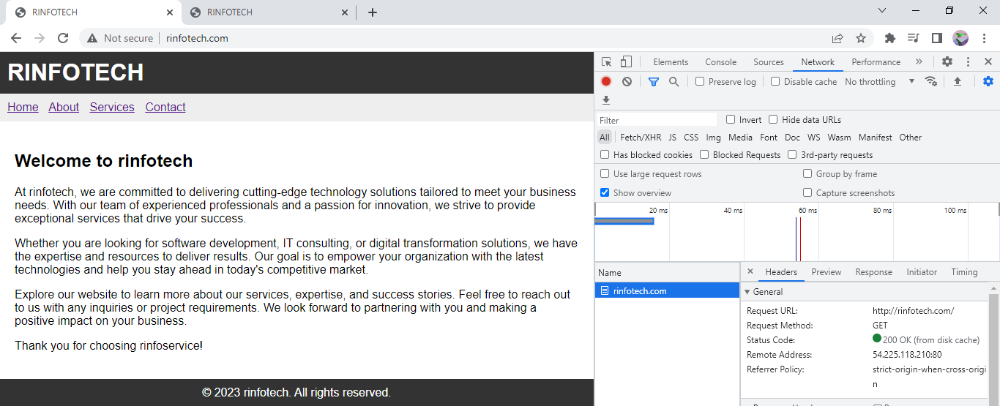 RINFOTECH
RINFOTECH
Not secure
rinfotech.com
RINFOTECH
Home About Services Contact
Welcome to rinfotech
At rinfotech, we are committed to delivering cutting-edge technology solutions tailored to meet your business
needs. With our team of experienced professionals and a passion for innovation, we strive to provide
exceptional services that drive your success.
Whether you are looking for software development, IT consulting, or digital transformation solutions, we have
the expertise and resources to deliver results. Our goal is to empower your organization with the latest
technologies and help you stay ahead in today's competitive market.
Explore our website to learn more about our services, expertise, and success stories. Feel free to reach out
to us with any inquiries or project requirements. We look forward to partnering with you and making a
positive impact on your business.
Thank you for choosing rinfoservice!
© 2023 rinfotech. All rights reserved.
Elements Console Sources Network Performance
Preserve log Disable cache No throttling
Filter Invert Hide data URLs
All Fetch/XHR JS CSS Img Media Font Doc WS Wasm Manifest Other
Has blocked cookies Blocked Requests 3rd-party requests
Use large request rows Group by frame
Show overview Capture screenshots
20 ms 40 ms 60 ms 80 ms 100 ms
Name
rinfotech.com
Headers Preview Response Initiator Timing
General
Request URL: http://rinfotech.com/
Request Method: GET
Status Code: 200 OK (from disk cache)
Remote Address: 54.225.118.210:80
Referrer Policy: strict-origin-when-cross-origi
n